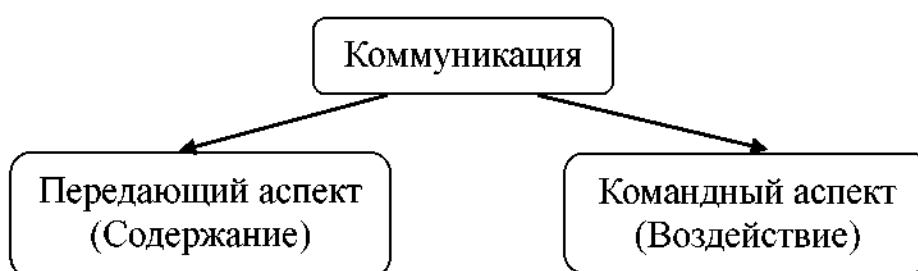 Коммуникация
Передающий аспект
(Содержание)
Командный аспект
(Воздействие)